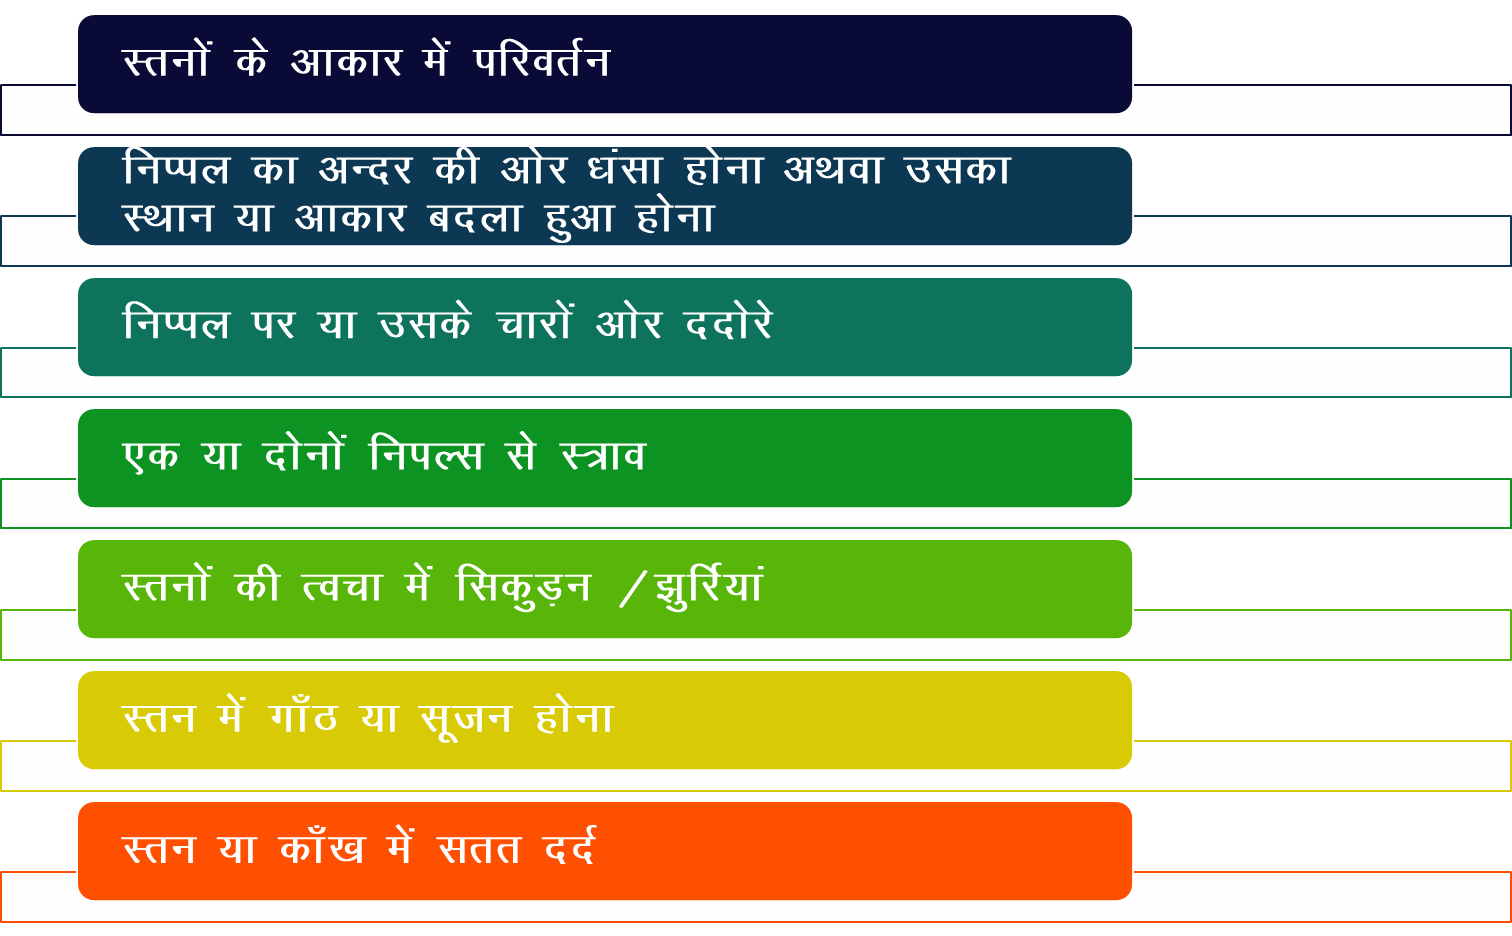 स्तनों के आकार में परिवर्तन
निप्पल का अन्दर की ओर धंसा होना अथवा उसका
स्थान या आकार बदला हुआ होना
निप्पल पर या उसके चारों ओर ददोरे
एक या दोनों निपल्स से स्त्राव
स्तनों की त्वचा में सिकुड़न /झुर्रियां
स्तन में गाँठ या सूजन होना
स्तन या काँख में सतत दर्द